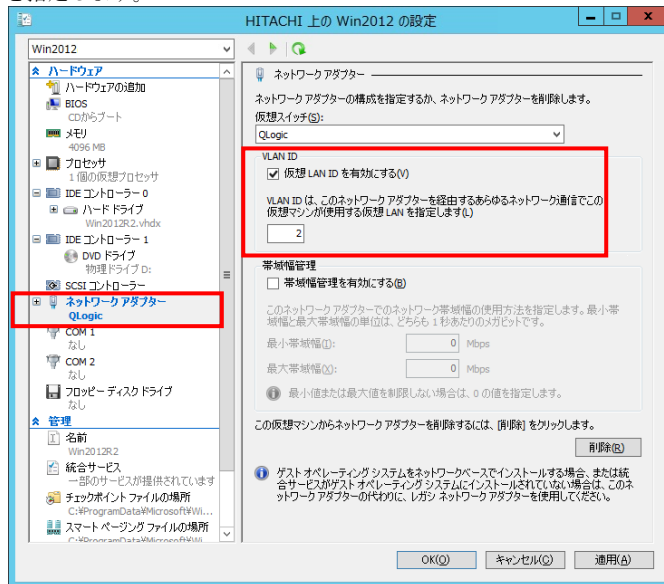 HITACHI 上の Win2012 の設定
Win2012
ハードウェア
ハードウェアの追加
BIOS
CDからブート
メモリ
4096 MB
プロセッサ
1 個の仮想プロセッサ
IDE コントローラー 0
ハード ドライブ
Win2012R2.vhdx
IDE コントローラー 1
DVD ドライブ
物理ドライブ D:
SCSI コントローラー
ネットワーク アダプター
QLogic
COM 1
なし
COM 2
なし
フロッピー ディスク ドライブ
なし
管理
名前
Win2012R2
統合サービス
一部のサービスが提供されています
チェックポイント ファイルの場所
C:¥ProgramData¥Microsoft¥Wi...
スマート ページング ファイルの場所
C:¥ProgramData¥Microsoft¥Wi...
ネットワーク アダプター
ネットワーク アダプターの構成を指定するか、ネットワーク アダプターを削除します。
仮想スイッチ(S):
QLogic
VLAN ID
仮想 LAN ID を有効にする(V)
VLAN ID は、このネットワーク アダプターを経由するあらゆるネットワーク通信でこの
仮想マシンが使用する仮想 LAN を指定します(L)
2
帯域幅管理
帯域幅管理を有効にする(B)
このネットワーク アダプターでのネットワーク帯域幅の使用方法を指定します。最小帯
域幅と最大帯域幅の単位は、どちらも 1 秒あたりのメガビットです。
最小帯域幅(I):
0 Mbps
最大帯域幅(X):
0 Mbps
最小値または最大値を制限しない場合は、0 の値を指定します。
この仮想マシンからネットワーク アダプターを削除するには、[削除] をクリックします。
削除(R)
ゲスト オペレーティング システムをネットワークベースでインストールする場合、または統
合サービスがゲスト オペレーティング システムにインストールされていない場合は、このネ
ットワーク アダプターの代わりに、レガシ ネットワーク アダプターを使用してください。
OK(O)
キャンセル(C)
適用(A)